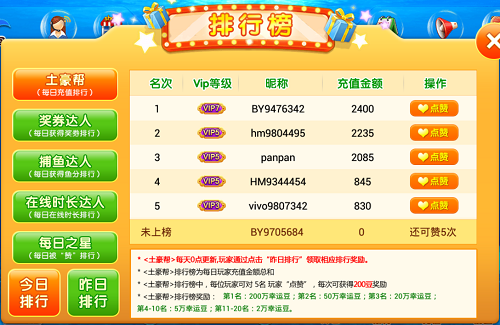 排行榜
土豪帮
(每日充值排行)
奖券达人
(每日获得奖券排行)
捕鱼达人
(每日获得鱼分排行)
在线时长达人
(每日在线时长排行)
每日之星
(每日被“赞”排行)
今日排行
昨日排行
名次 Vip等级 昵称 充值金额 操作
1 VIP7 BY9476342 2400 点赞
2 VIP5 hm9804495 2235 点赞
3 VIP5 panpan 2085 点赞
4 VIP5 HM9344454 845 点赞
5 VIP3 vivo9807342 830 点赞
未上榜 BY9705684 0 还可赞5次
* <土豪帮>每天0点更新,玩家通过点击“昨日排行”领取相应排行奖励。
* <土豪帮>排行榜为每日玩家充值金额总和
* <土豪帮>排行榜中，每位玩家可对 5名 玩家“点赞”，每次可获得200豆奖励
* <土豪帮>排行榜奖励： 第1名：200万幸运豆；第2名：50万幸运豆；第3名：20万幸运豆；
第4-10名：5万幸运豆；第11-20名：2万幸运豆。